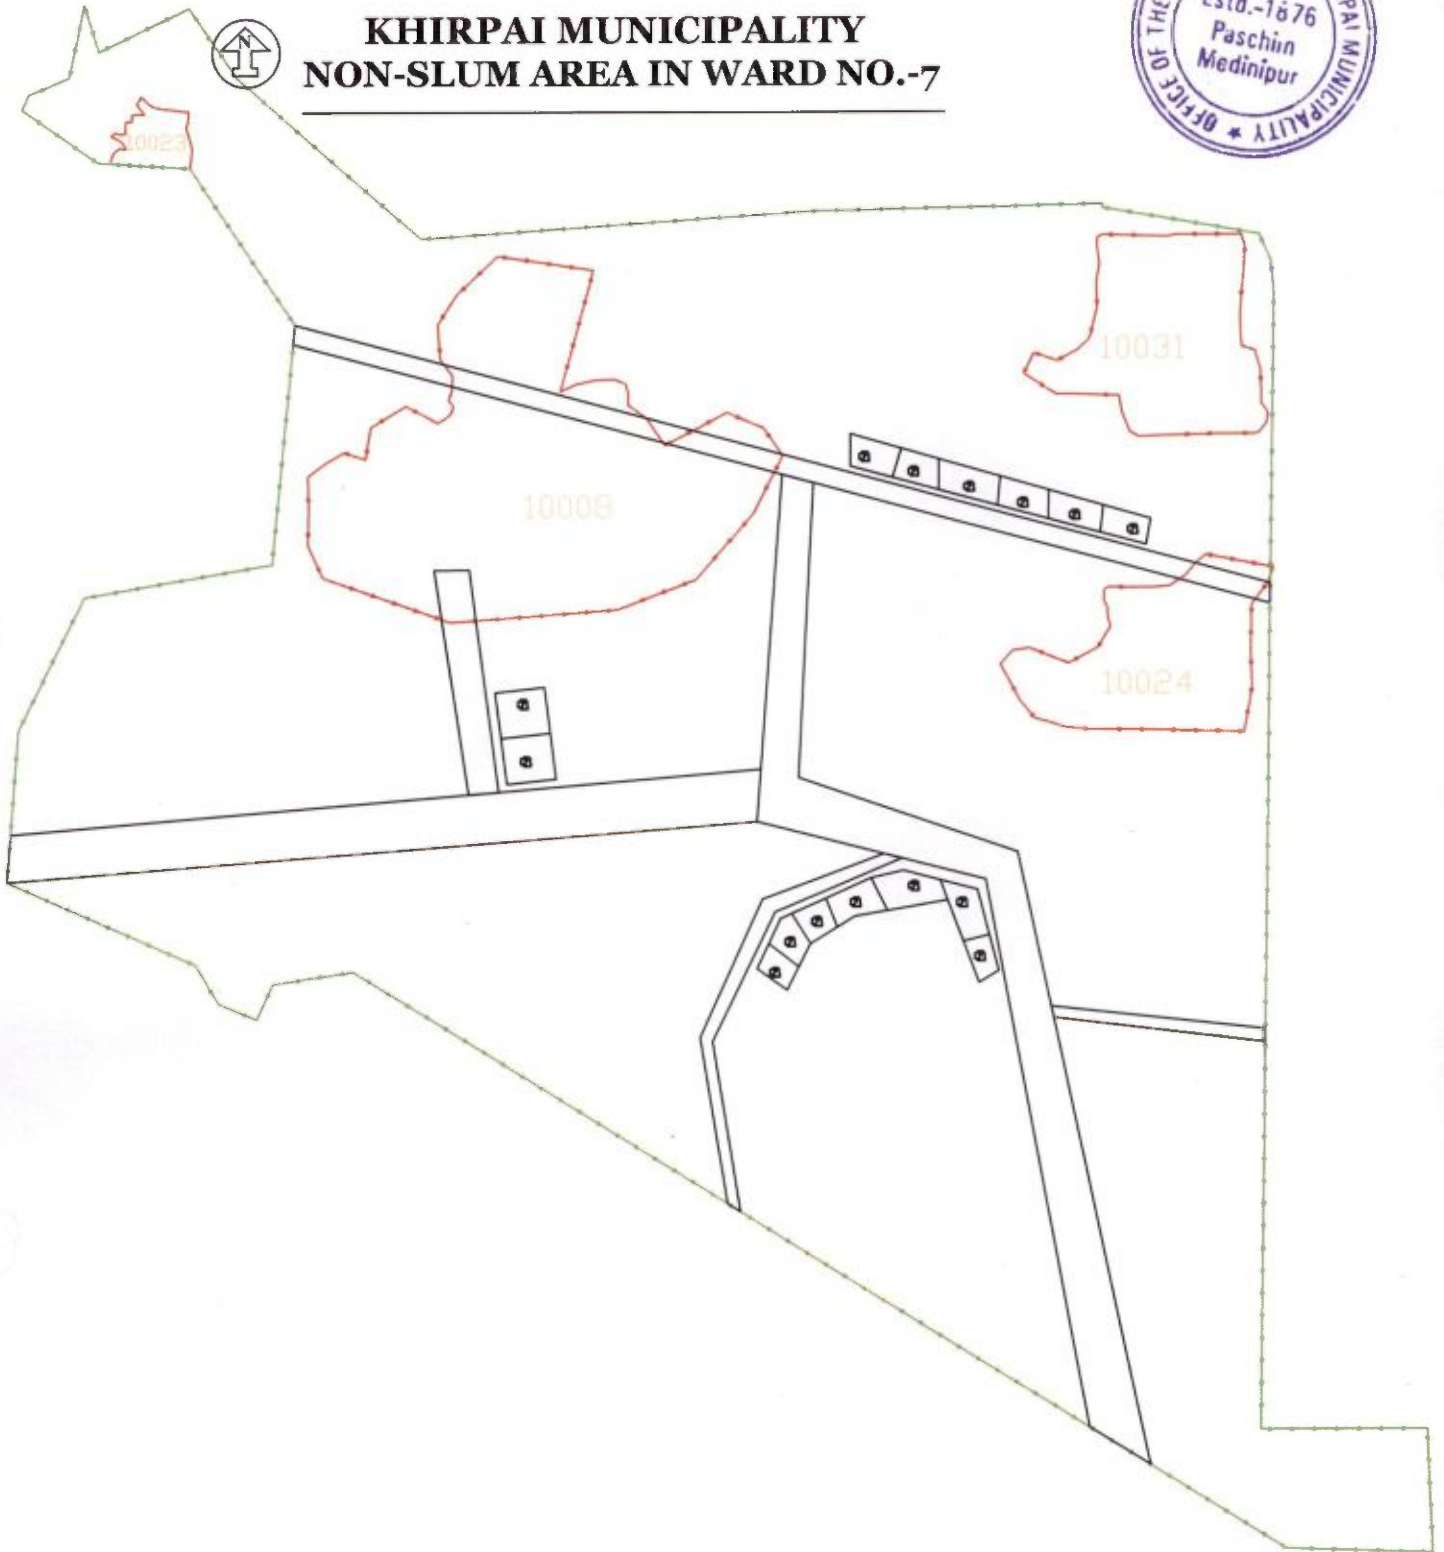 KHIRPAI MUNICIPALITY
NON-SLUM AREA IN WARD NO.-7
N
Estd.-1876
Paschim
Medinipur
OFFICE OF THE
PAI MUNICIPALITY ★
10023
10031
10008
10024